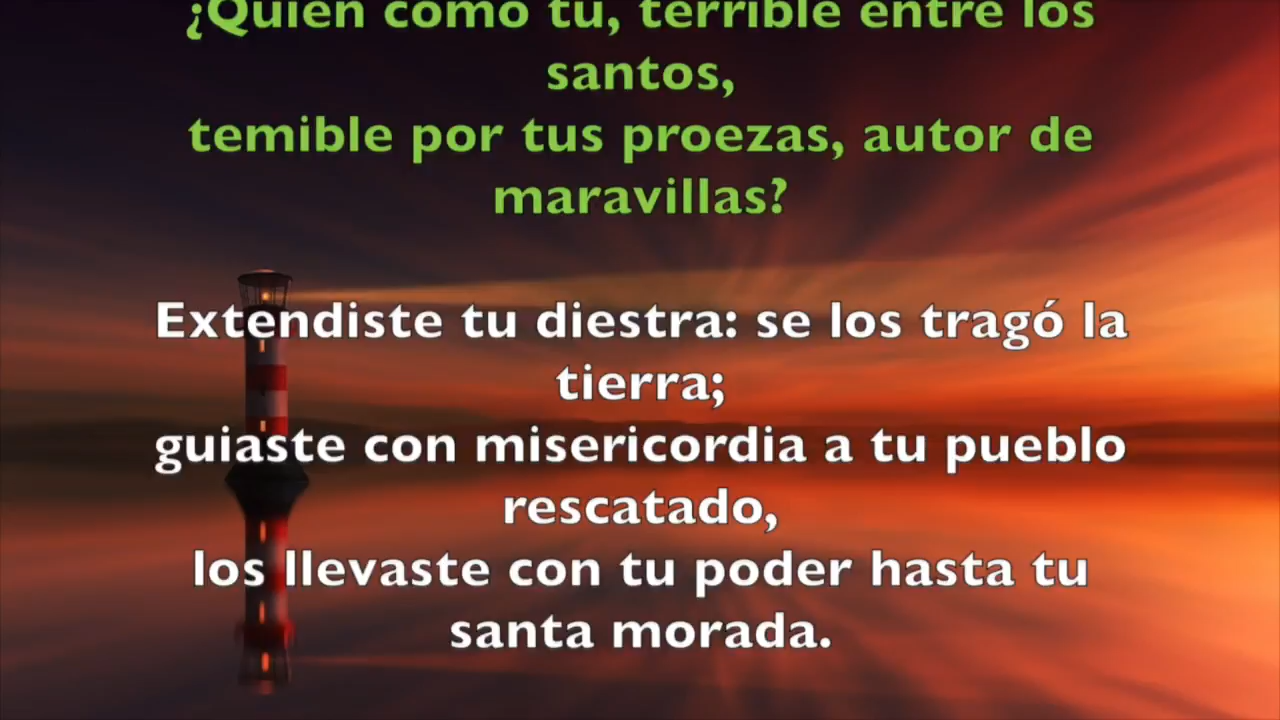 ¿Quién como tú, terrible entre los
santos,
temible por tus proezas, autor de
maravillas?
Extendiste tu diestra: se los tragó la
tierra;
guiaste con misericordia a tu pueblo
rescatado,
los llevaste con tu poder hasta tu
santa morada.